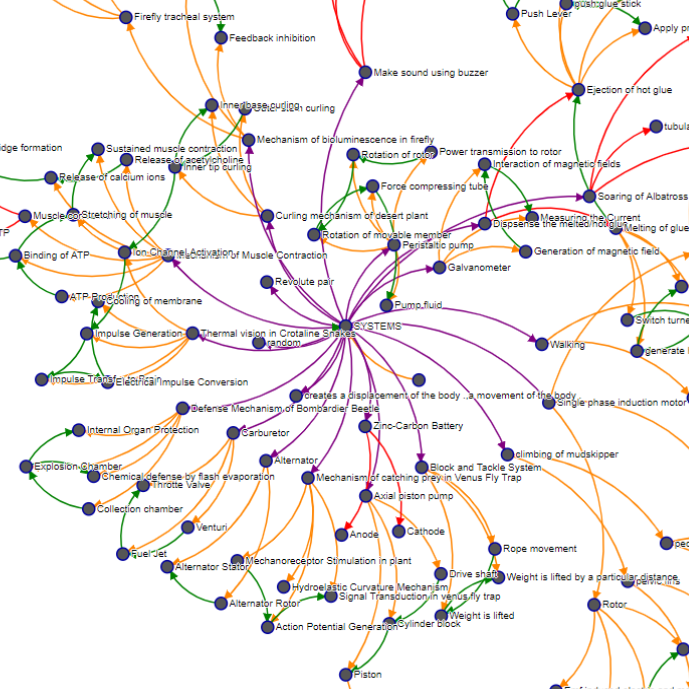 push glue stick
Push Lever
Firefly tracheal system
Apply pr
Feedback inhibition
Make sound using buzzer
Ejection of hot glue
Inner base curling
curling
tubula
Mechanism of bioluminescence in firefly
idge formation
Sustained muscle contraction
Release of acetylcholine
Inner tip curling
Rotation of rotor
Power transmission to rotor
Interaction of magnetic fields
Release of calcium ions
Force compressing tube
Soaring of Albatross
Stretching of muscle
Curling mechanism of desert plant
Measuring the Current
Dispsense the melted hot glue
Melting of glue
TP
Rotation of movable member
Peristaltic pump
Binding of ATP
Ion Channel Activation
of Muscle Contraction
Generation of magnetic field
Galvanometer
Revolute pair
ATP Production
Cooling of membrane
Pump fluid
SYSTEMS
Switch turne
Impulse Generation
Thermal vision in Crotaline Snakes
random
Walking
generate
Electrical Impulse Conversion
creates a displacement of the body ..a movement of the body
Single phase induction motor
Defense Mechanism of Bombardier Beetle
Internal Organ Protection
Carburetor
Zinc-Carbon Battery
Explosion Chamber
Alternator
Block and Tackle System
climbing of mudskipper
Chemical defense by flash evaporation
Throttle Valve
Mechanism of catching prey in Venus Fly Trap
Axial piston pump
Collection chamber
Venturi
Anode
Cathode
pec
Fuel Jet
Alternator Stator
Mechanoreceptor Stimulation in plant
Rope movement
Drive shaft
Weight is lifted by a particular distance
Hydroelastic Curvature Mechanism
Signal Transduction in venus fly trap
Alternator Rotor
Rotor
Weight is lifted
Action Potential Generation
Cylinder block
Piston